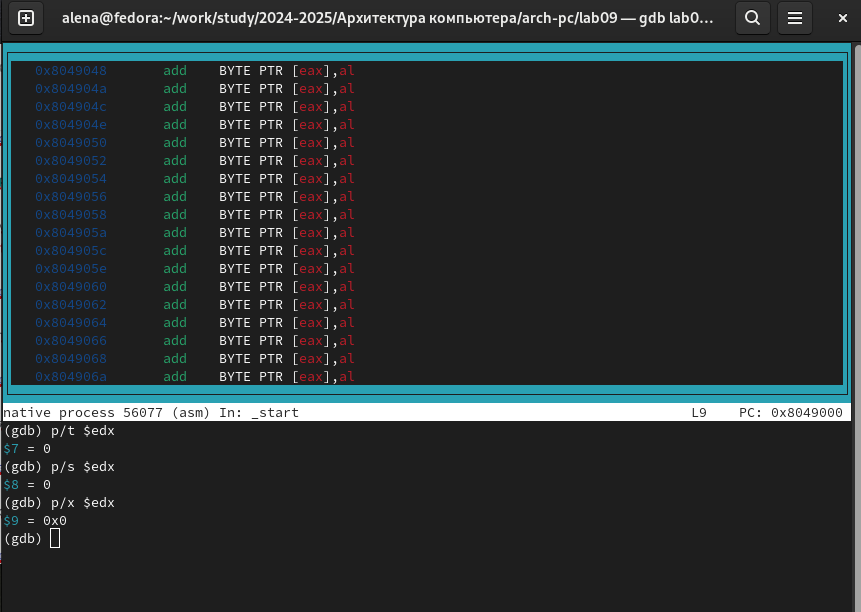 alena@fedora:~/work/study/2024-2025/Архитектура компьютера/arch-pc/lab09 — gdb lab0...
0x8049048 add BYTE PTR [eax],al
0x804904a add BYTE PTR [eax],al
0x804904c add BYTE PTR [eax],al
0x804904e add BYTE PTR [eax],al
0x8049050 add BYTE PTR [eax],al
0x8049052 add BYTE PTR [eax],al
0x8049054 add BYTE PTR [eax],al
0x8049056 add BYTE PTR [eax],al
0x8049058 add BYTE PTR [eax],al
0x804905a add BYTE PTR [eax],al
0x804905c add BYTE PTR [eax],al
0x804905e add BYTE PTR [eax],al
0x8049060 add BYTE PTR [eax],al
0x8049062 add BYTE PTR [eax],al
0x8049064 add BYTE PTR [eax],al
0x8049066 add BYTE PTR [eax],al
0x8049068 add BYTE PTR [eax],al
0x804906a add BYTE PTR [eax],al
native process 56077 (asm) In: _start L9 PC: 0x8049000
(gdb) p/t $edx
$7 = 0
(gdb) p/s $edx
$8 = 0
(gdb) p/x $edx
$9 = 0x0
(gdb)